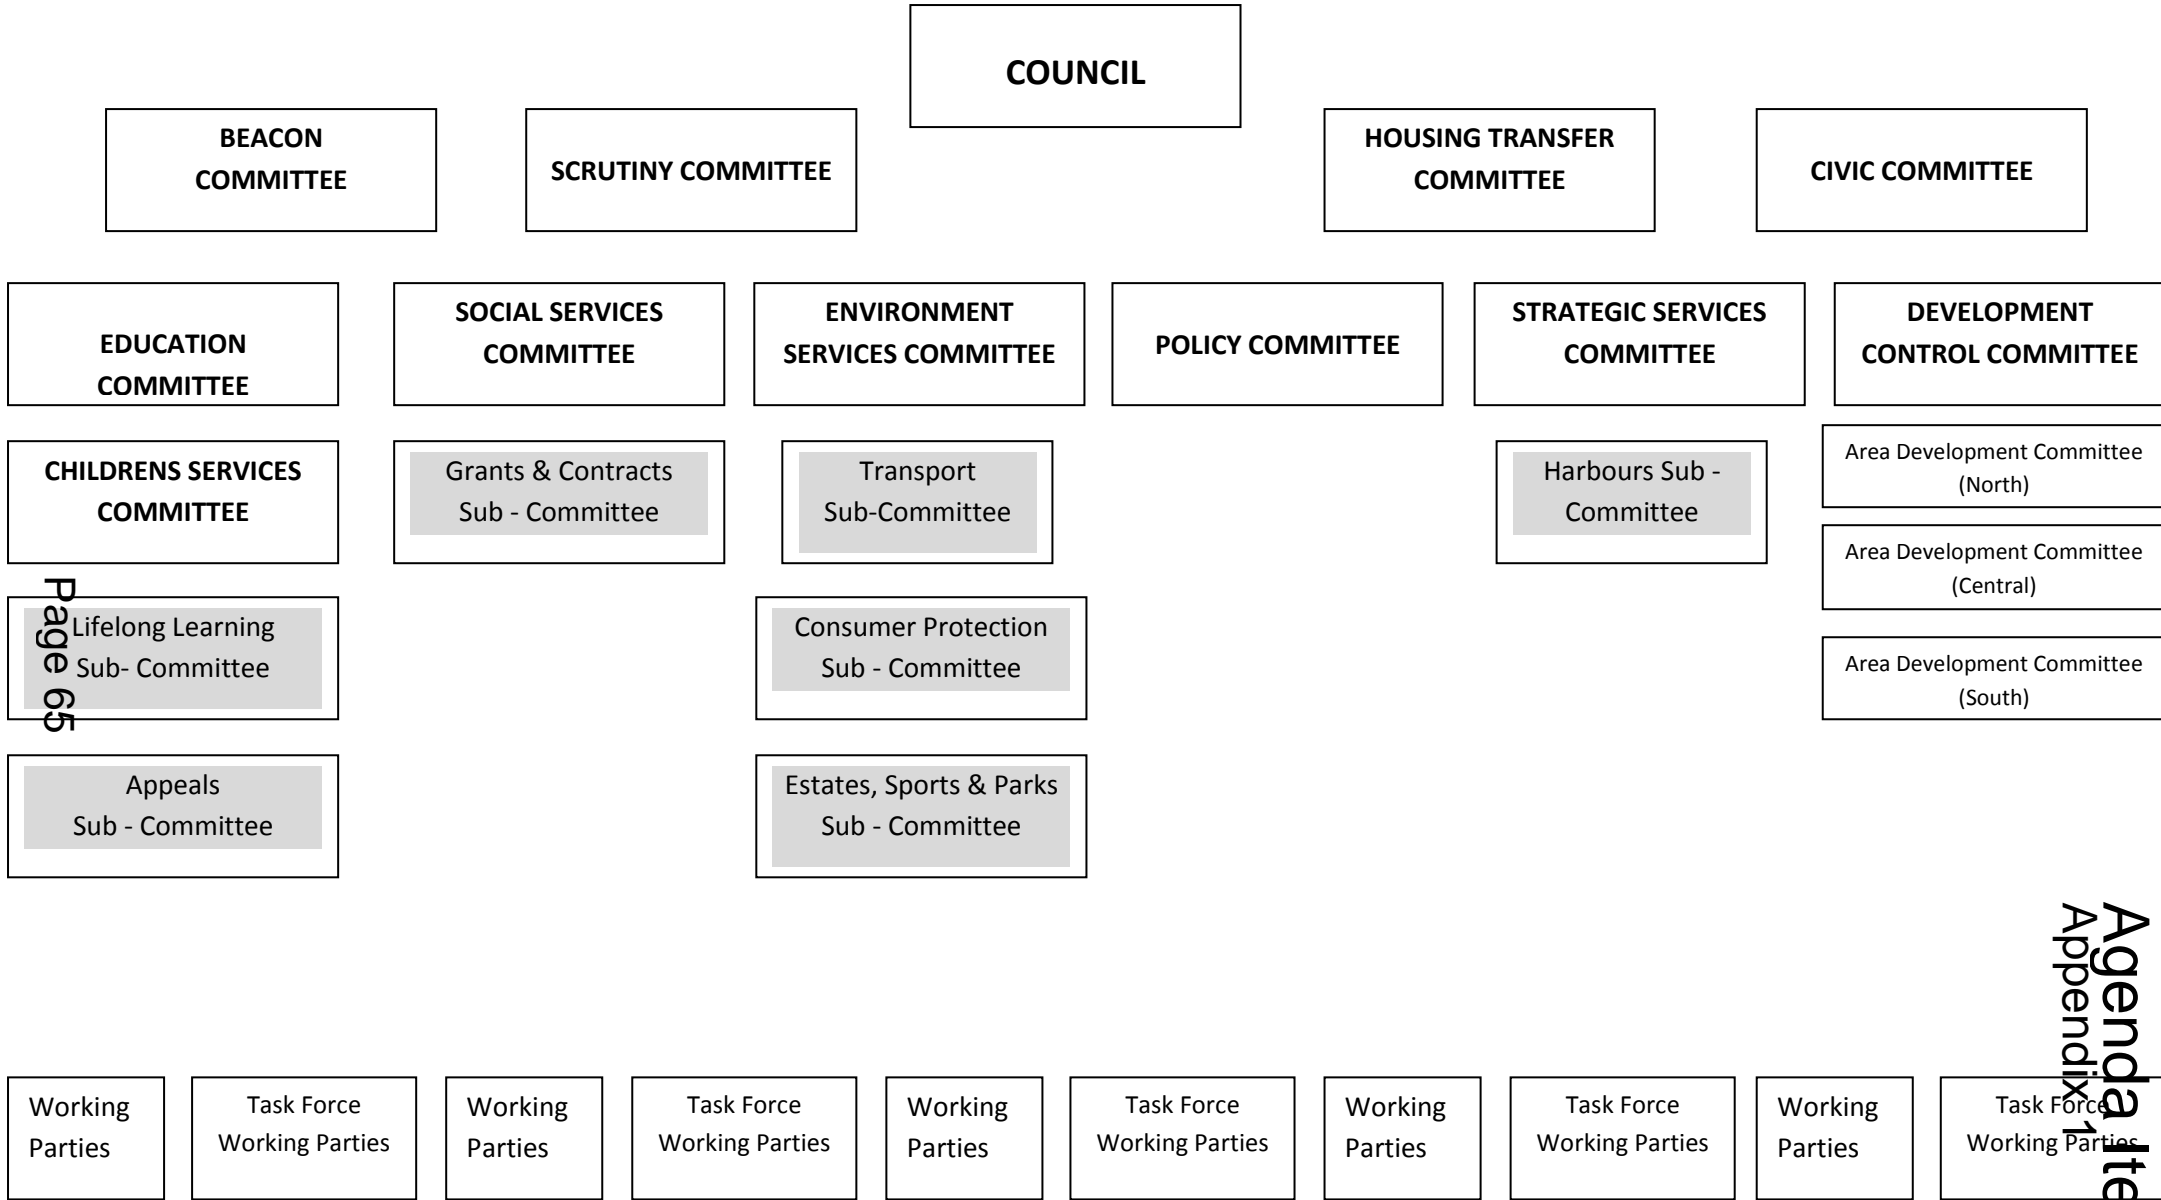 COUNCIL
BEACON
COMMITTEE
SCRUTINY COMMITTEE
HOUSING TRANSFER
COMMITTEE
CIVIC COMMITTEE
EDUCATION
COMMITTEE
SOCIAL SERVICES
COMMITTEE
ENVIRONMENT
SERVICES COMMITTEE
POLICY COMMITTEE
STRATEGIC SERVICES
COMMITTEE
DEVELOPMENT
CONTROL COMMITTEE
CHILDRENS SERVICES
COMMITTEE
Grants & Contracts
Sub - Committee
Transport
Sub-Committee
Harbours Sub -
Committee
Area Development Committee
(North)
Area Development Committee
(Central)
Lifelong Learning
Sub- Committee
Consumer Protection
Sub - Committee
Area Development Committee
(South)
Appeals
Sub - Committee
Estates, Sports & Parks
Sub - Committee
Working
Parties
Task Force
Working Parties
Working
Parties
Task Force
Working Parties
Working
Parties
Task Force
Working Parties
Working
Parties
Task Force
Working Parties
Working
Parties
Task Force
Working Parties
Page 65
Agenda Ite
Appendix 1